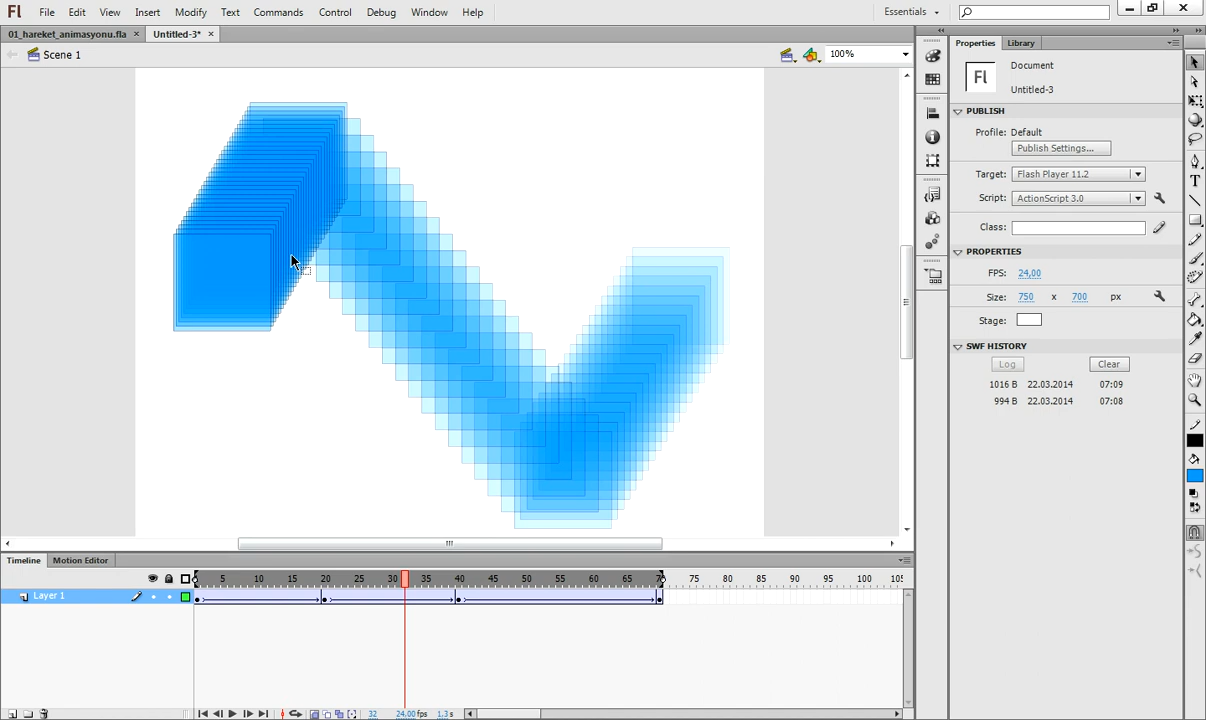 Fl File Edit View Insert Modify Text Commands Control Debug Window Help Essentials
01_hareket_animasyonu.fla × Untitled-3* ×
Scene 1 100%
Properties Library
Fl Document
Untitled-3
PUBLISH
Profile: Default
Publish Settings...
Target: Flash Player 11.2
Script: ActionScript 3.0
Class:
PROPERTIES
FPS: 24,00
Size: 750 x 700 px
Stage:
SWF HISTORY
Log Clear
1016 B 22.03.2014 07:09
994 B 22.03.2014 07:08
Timeline Motion Editor
5 10 15 20 25 30 35 40 45 50 55 60 65 75 80 85 90 95 100
Layer 1
32 24.00 fps 1.3 s